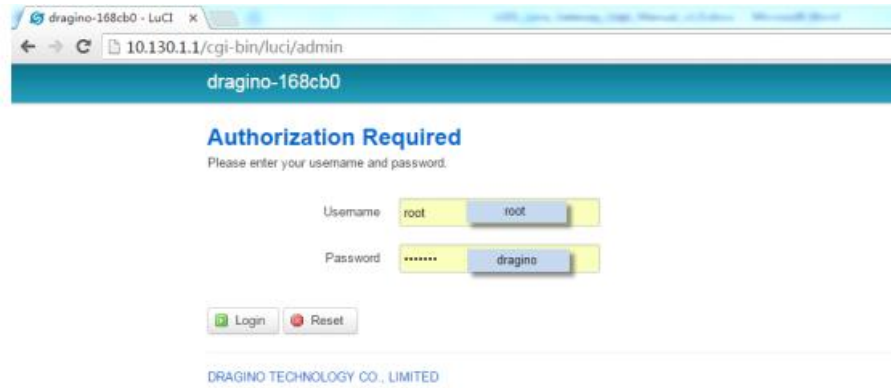 dragino-168cb0 - LuCI ×
10.130.1.1/cgi-bin/luci/admin
dragino-168cb0
Authorization Required
Please enter your username and password.
Username root root
Password ••••••• dragino
Login Reset
DRAGINO TECHNOLOGY CO., LIMITED